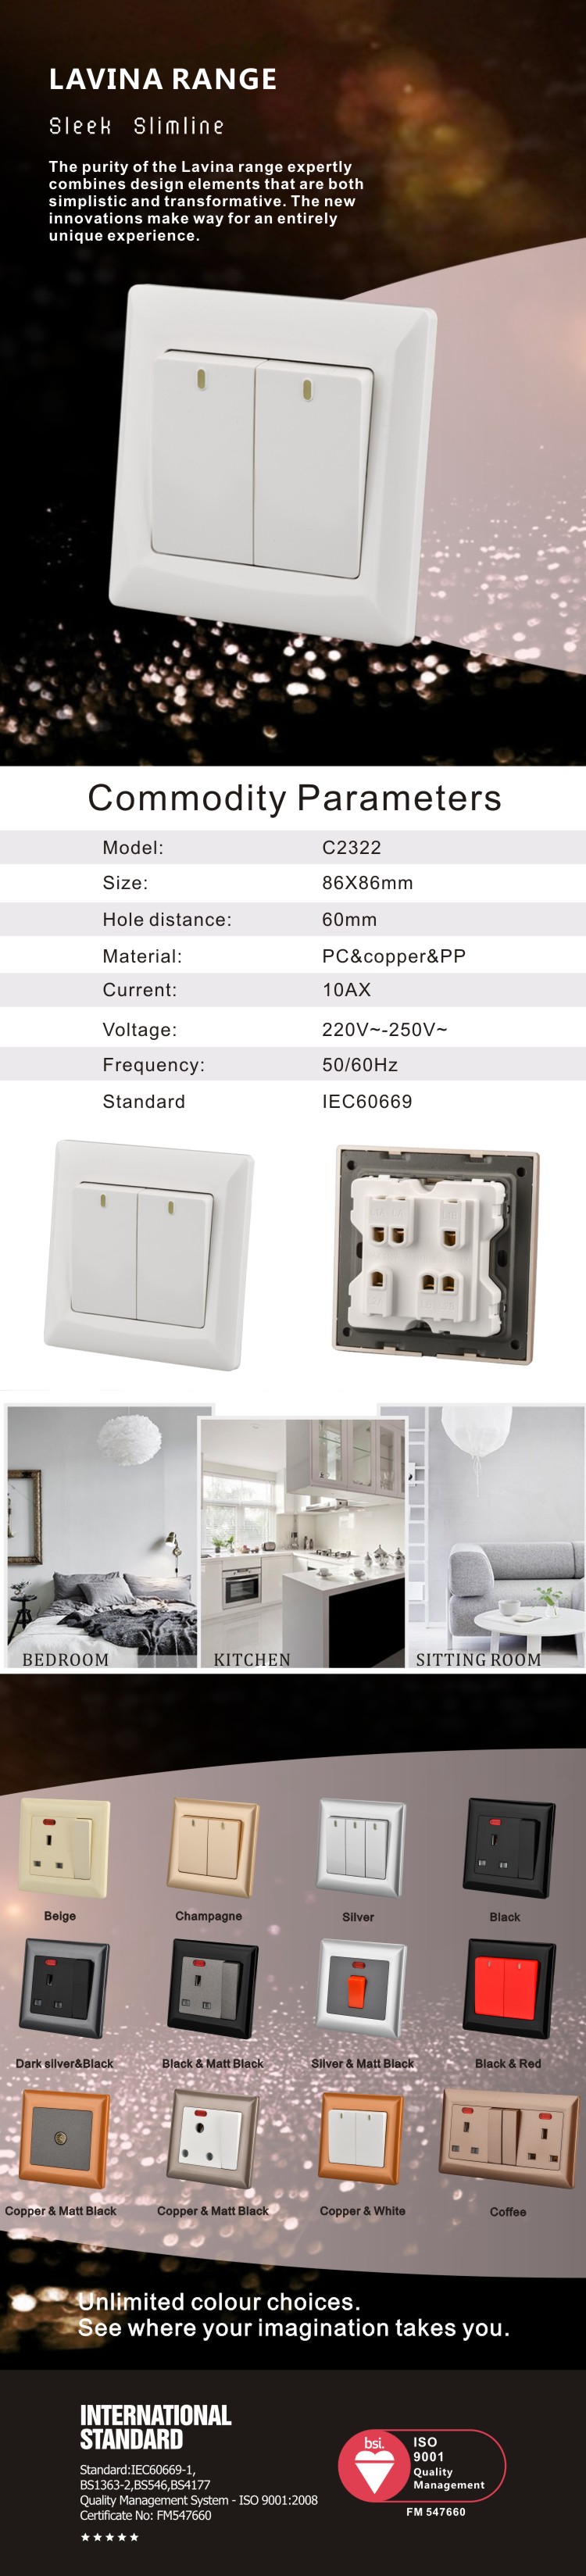 LAVINA RANGE
Sleek Slimline
The purity of the Lavina range expertly
combines design elements that are both
simplistic and transformative. The new
innovations make way for an entirely
unique experience.
Commodity Parameters
Model: C2322
Size: 86X86mm
Hole distance: 60mm
Material: PC&copper&PP
Current: 10AX
Voltage: 220V~-250V~
Frequency: 50/60Hz
Standard IEC60669
BEDROOM
KITCHEN
SITTING ROOM
Beige
Champagne
Silver
Black
Dark silver&Black
Black & Matt Black
Silver & Matt Black
Black & Red
Copper & Matt Black
Copper & Matt Black
Copper & White
Coffee
Unlimited colour choices.
See where your imagination takes you.
INTERNATIONAL
STANDARD
Standard:IEC60669-1,
BS1363-2,BS546,BS4177
Quality Management System - ISO 9001:2008
Certificate No: FM547660
bsi.
ISO
9001
Quality
Management
FM 547660